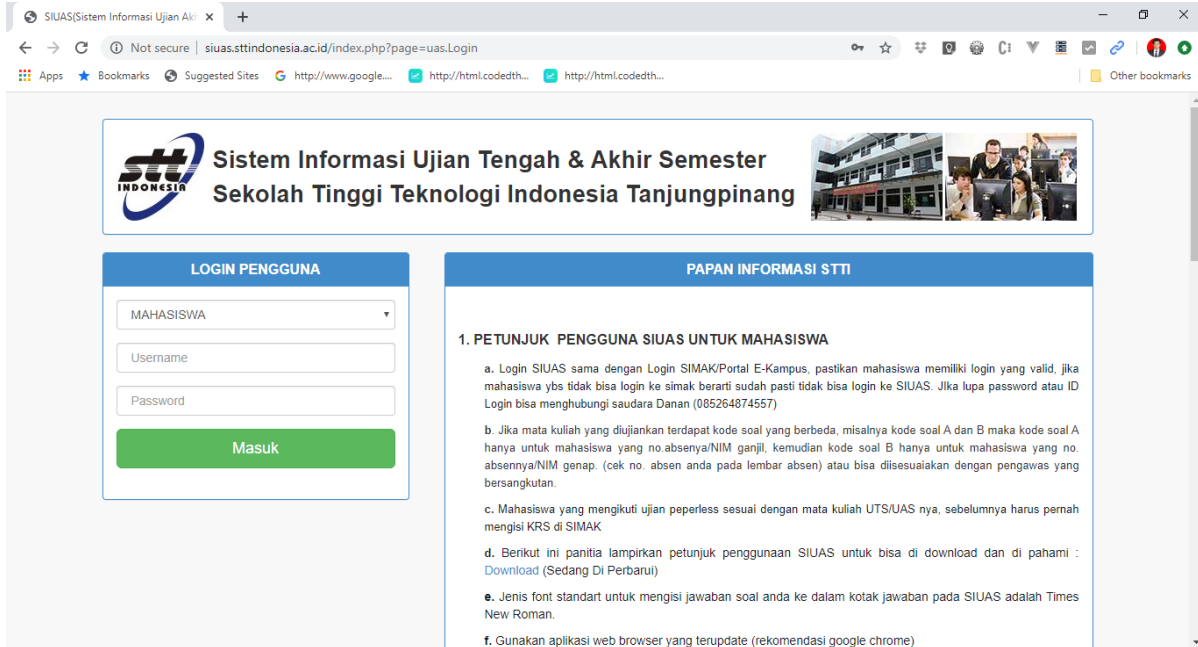 SIUAS(Sistem Informasi Ujian Akh
Not secure | siuas.sttindonesia.ac.id/index.php?page=uas.Login
Apps Bookmarks Suggested Sites http://www.google.... http://html.codedth... http://html.codedth... Other bookmarks
stt
INDONESIA
Sistem Informasi Ujian Tengah & Akhir Semester
Sekolah Tinggi Teknologi Indonesia Tanjungpinang
LOGIN PENGGUNA
MAHASISWA
Username
Password
Masuk
PAPAN INFORMASI STTI
1. PETUNJUK PENGGUNA SIUAS UNTUK MAHASISWA
a. Login SIUAS sama dengan Login SIMAK/Portal E-Kampus, pastikan mahasiswa memiliki login yang valid, jika
mahasiswa ybs tidak bisa login ke simak berarti sudah pasti tidak bisa login ke SIUAS. JIka lupa password atau ID
Login bisa menghubungi saudara Danan (085264874557)
b. Jika mata kuliah yang diujiankan terdapat kode soal yang berbeda, misalnya kode soal A dan B maka kode soal A
hanya untuk mahasiswa yang no.absenya/NIM ganjil, kemudian kode soal B hanya untuk mahasiswa yang no.
absennya/NIM genap. (cek no. absen anda pada lembar absen) atau bisa diisesuaiakan dengan pengawas yang
bersangkutan.
c. Mahasiswa yang mengikuti ujian peperless sesuai dengan mata kuliah UTS/UAS nya, sebelumnya harus pernah
mengisi KRS di SIMAK
d. Berikut ini panitia lampirkan petunjuk penggunaan SIUAS untuk bisa di download dan di pahami :
Download (Sedang Di Perbarui)
e. Jenis font standart untuk mengisi jawaban soal anda ke dalam kotak jawaban pada SIUAS adalah Times
New Roman.
f. Gunakan aplikasi web browser yang terupdate (rekomendasi google chrome)